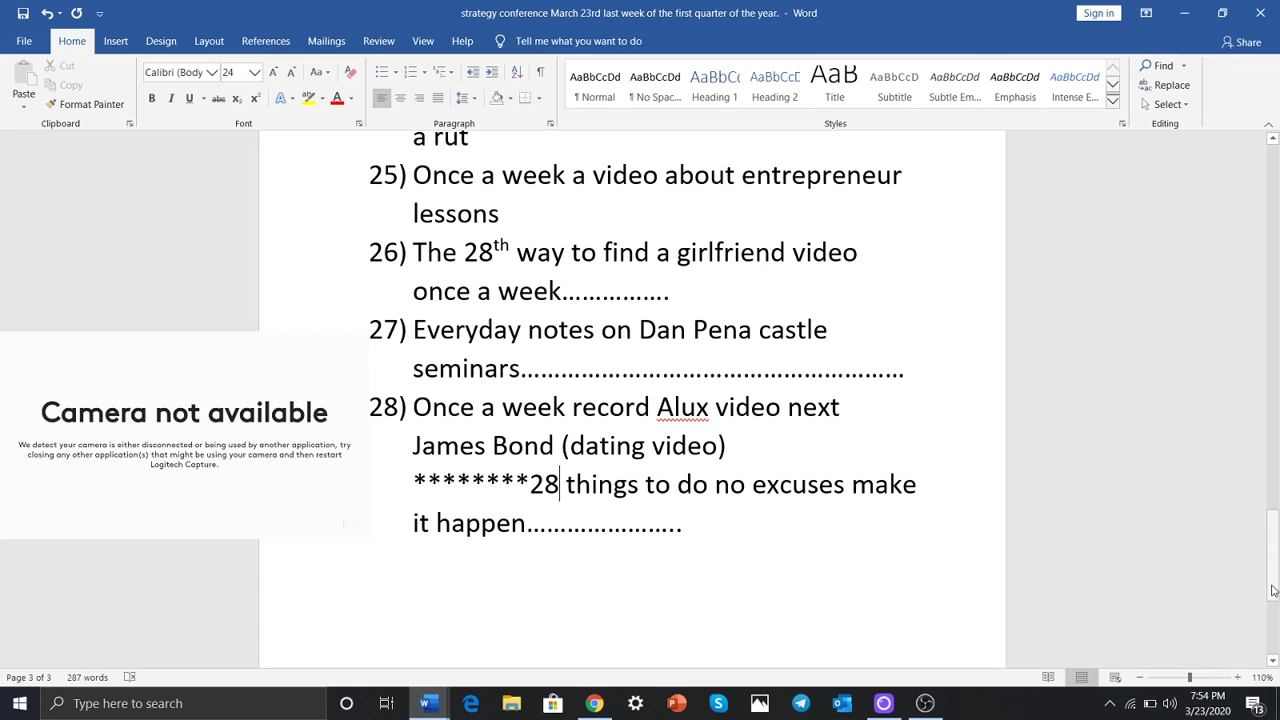 strategy conference March 23rd last week of the first quarter of the year. - Word
Sign in
File Home Insert Design Layout References Mailings Review View Help Tell me what you want to do Share
Paste Cut Copy Format Painter
Calibri (Body 24
AaBbCcDd AaBbCcDd AaBbCc AaBbCcD AaB AaBbCcD AaBbCcDd AaBbCcDd AaBbCcDd
¶ Normal ¶ No Spac... Heading 1 Heading 2 Title Subtitle Subtle Em... Emphasis Intense E...
Find
Replace
Select
Clipboard Font Paragraph Styles Editing
a rut
25) Once a week a video about entrepreneur
lessons
26) The 28th way to find a girlfriend video
once a week…………….
27) Everyday notes on Dan Pena castle
seminars…………………………………………………
28) Once a week record Alux video next
James Bond (dating video)
********28 things to do no excuses make
it happen…………………..
Camera not available
We detect your camera is either disconnected or being used by another application, try
closing any other application(s) that might be using your camera and then restart
Logitech Capture.
Page 3 of 3 287 words 110%
Type here to search
7:54 PM
3/23/2020